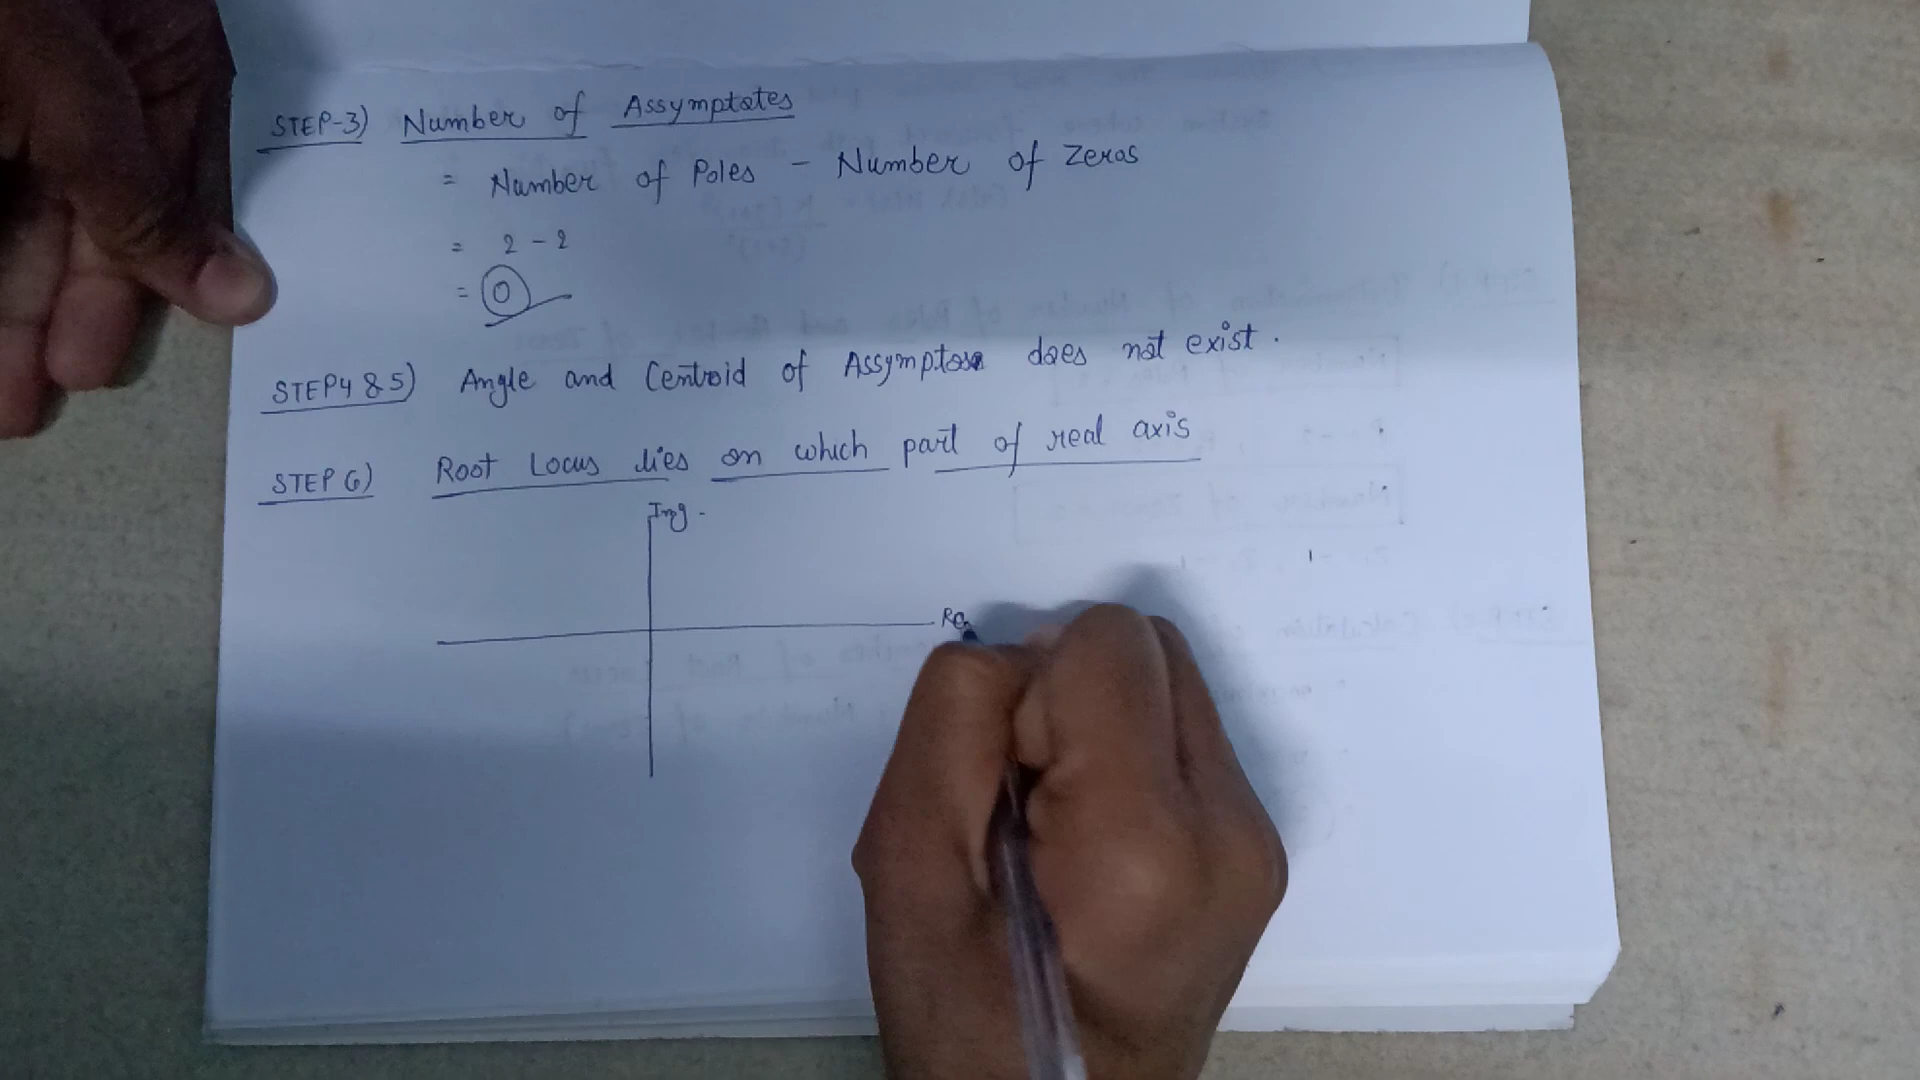 STEP-3) Number of Assymptotes
= Number of Poles - Number of Zeros
= 2 - 2
= 0
STEP4 & 5) Angle and Centroid of does not exist.
STEP 6) Root Locus lies on which part of real axis
Img.